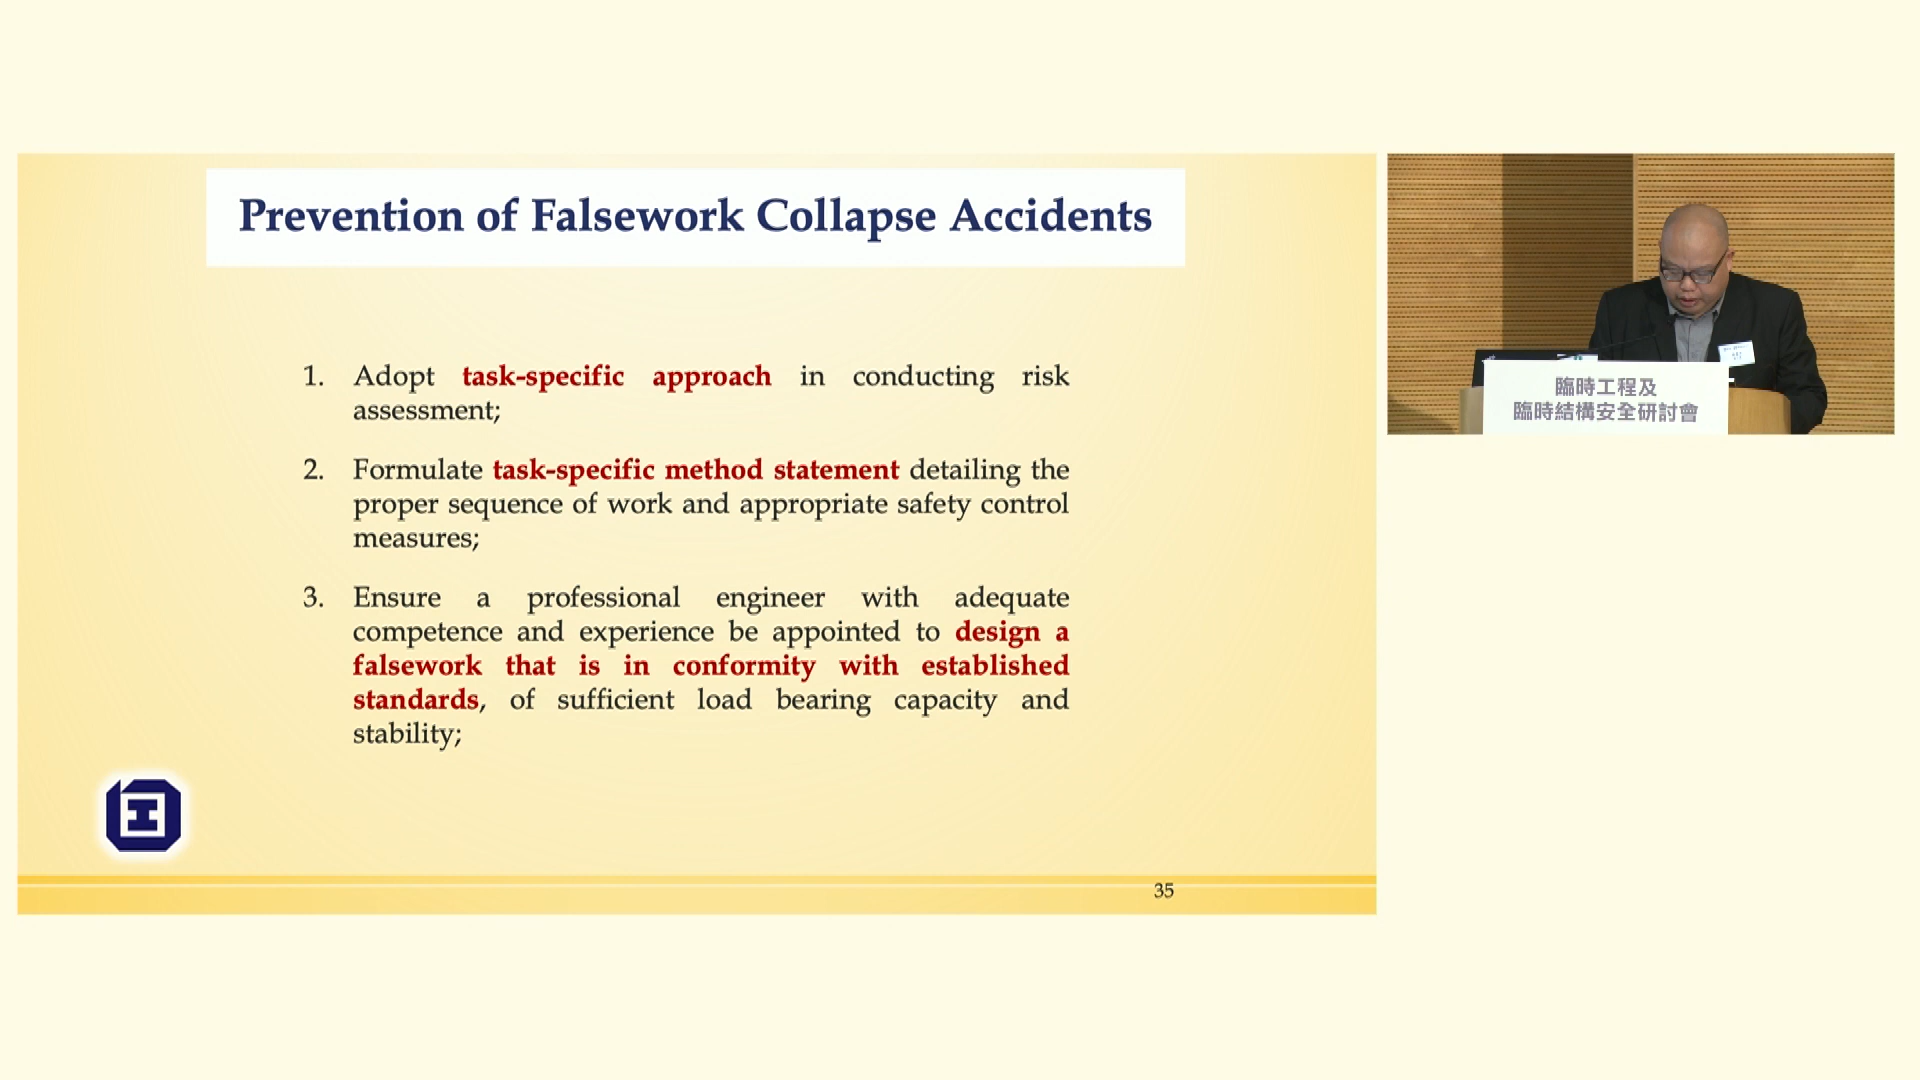 Prevention of Falsework Collapse Accidents
1. Adopt task-specific approach in conducting risk
assessment;
2. Formulate task-specific method statement detailing the
proper sequence of work and appropriate safety control
measures;
3. Ensure a professional engineer with adequate
competence and experience be appointed to design a
falsework that is in conformity with established
standards, of sufficient load bearing capacity and
stability;
35
臨時工程及
臨時結構安全研討會